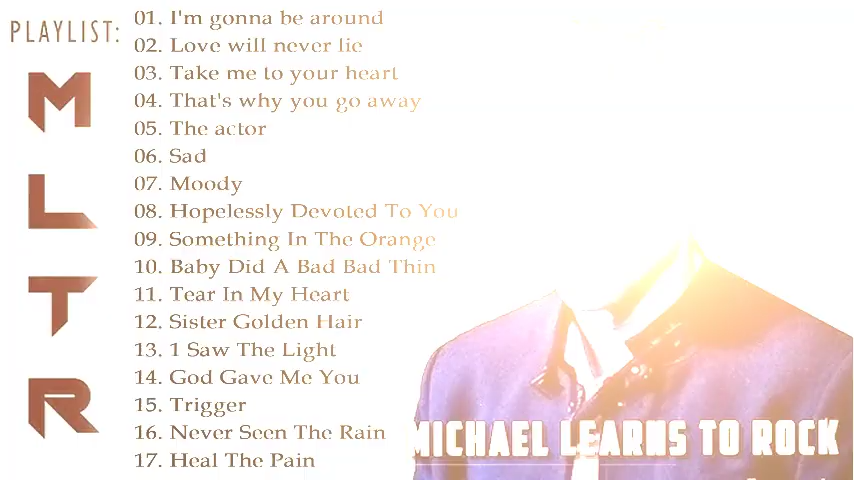 PLAYLIST:
M
L
T
R
01. I'm gonna be around
02. Love will never lie
03. Take me to your heart
04. That's why you go away
05. The actor
06. Sad
07. Moody
08. Hopelessly Devoted To You
09. Something In The Orange
10. Baby Did A Bad Bad Thin
11. Tear In My Heart
12. Sister Golden Hair
13. 1 Saw The Light
14. God Gave Me You
15. Trigger
16. Never Seen The Rain
17. Heal The Pain
MICHAEL LEARNS TO ROCK